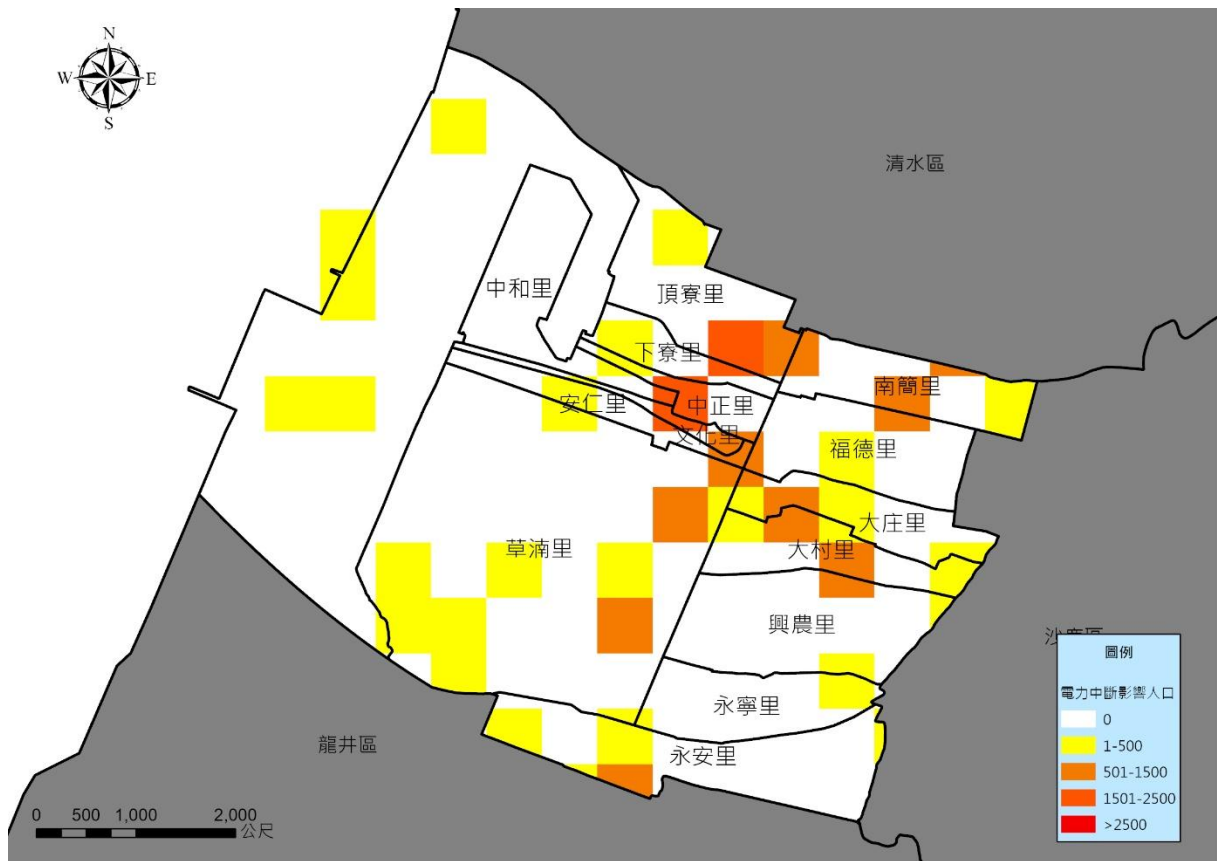 N
W E
S
清水區
中和里
頂寮里
下寮里
南簡里
安仁里
中正里
文化里
福德里
大庄里
草湳里
大村里
興農里
沙鹿區
永寧里
龍井區
永安里
圖例
電力中斷影響人口
0
1-500
501-1500
1501-2500
>2500
0 500 1,000 2,000
公尺